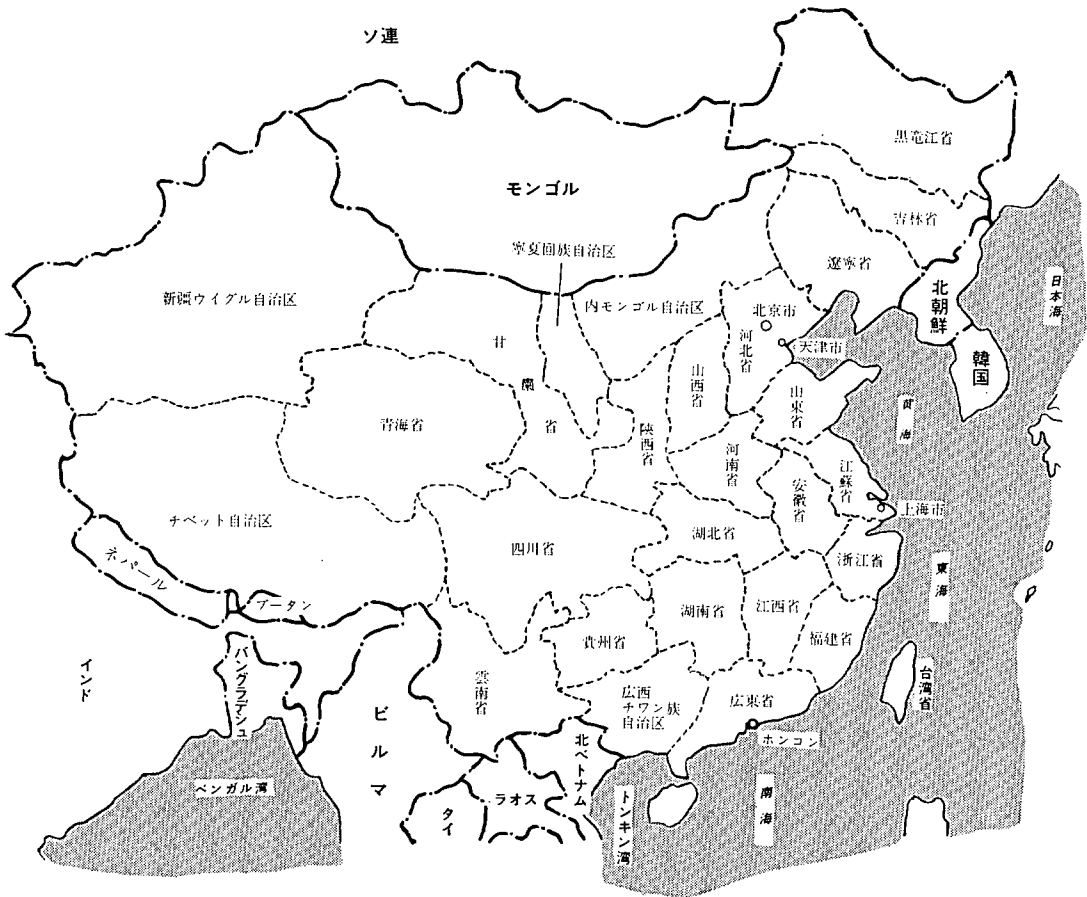 ソ連
黒竜江省
モンゴル
吉林省
寧夏回族自治区
遼寧省
新疆ウイグル自治区
内モンゴル自治区
北京市
北朝鮮
日本海
河北省
天津市
甘
粛
省
山西省
韓国
青海省
陝西省
山東省
黄海
河南省
江蘇省
安徽省
上海市
チベット自治区
四川省
湖北省
浙江省
東海
ネパール
ブータン
湖南省
江西省
貴州省
福建省
インド
バングラデシュ
雲南省
広西
チワン族
自治区
広東省
台湾省
ビルマ
北ベトナム
ホンコン
ベンガル湾
ラオス
タイ
トンキン湾
南海